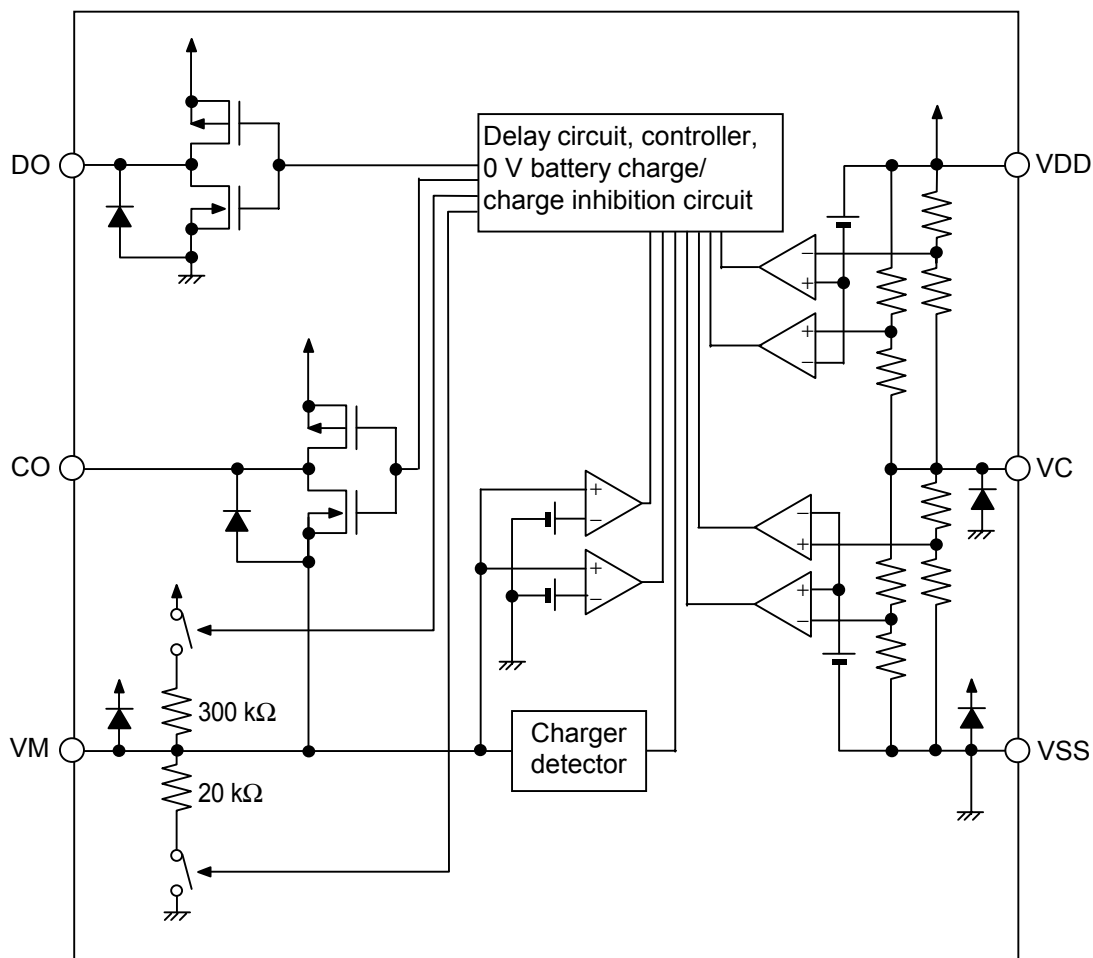 Delay circuit, controller,
0 V battery charge/
charge inhibition circuit
DO
VDD
−
+
+
−
CO
VC
+
−
−
+
+
−
+
−
300 kΩ
VM
Charger
detector
VSS
20 kΩ